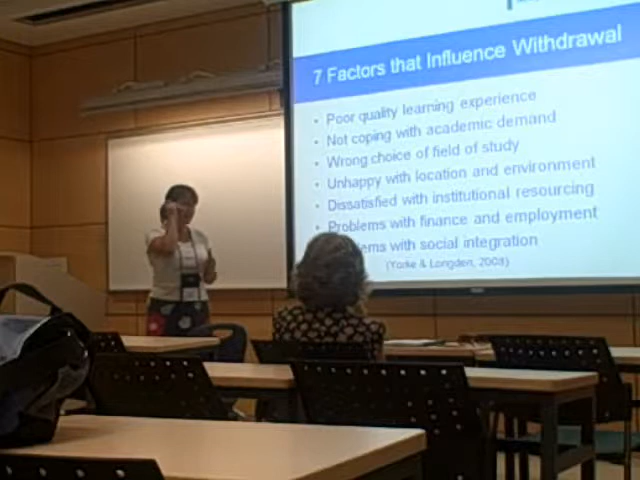 7 Factors that Influence Withdrawal
• Poor quality learning experience
• Not coping with academic demand
• Wrong choice of field of study
• Unhappy with location and environment
• Dissatisfied with institutional resourcing
• Problems with finance and employment
with social integration
(Yorke & Longden, 2008)